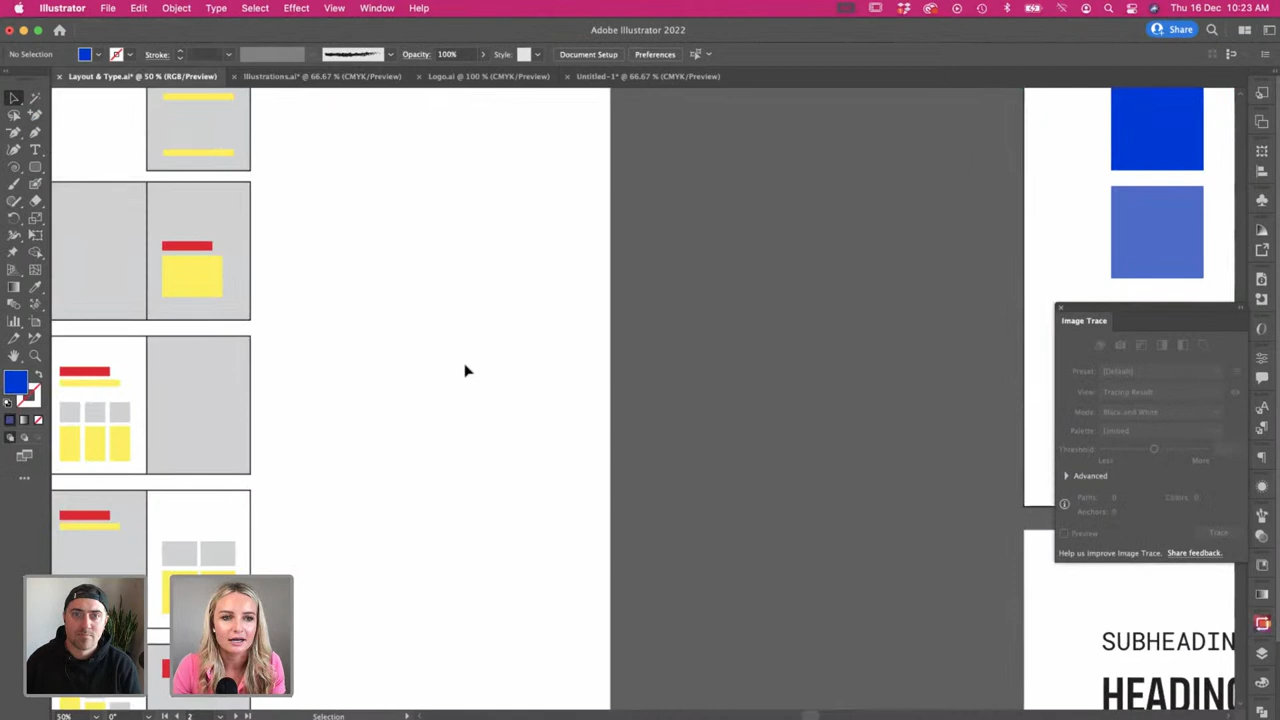 Illustrator File Edit Object Type Select Effect View Window Help Thu 16 Dec 10:23 AM
Adobe Illustrator 2022 Share
No Selection Stroke: Opacity: 100% Style: Document Setup Preferences
Layout & Type.ai* @ 50 % (RGB/Preview) Illustrations.ai* @ 66.67 % (CMYK/Preview) Logo.ai @ 100 % (CMYK/Preview) Untitled-1* @ 66.67 % (CMYK/Preview)
Image Trace
Preset: [Default]
View: Tracing Result
Mode: Black and White
Palette: Limited
Threshold:
Less More
Advanced
Paths: 0 Colors: 0
Anchors: 0
Preview Trace
Help us improve Image Trace. Share feedback.
SUBHEADIN
HEADING
50% 0° 2 Selection